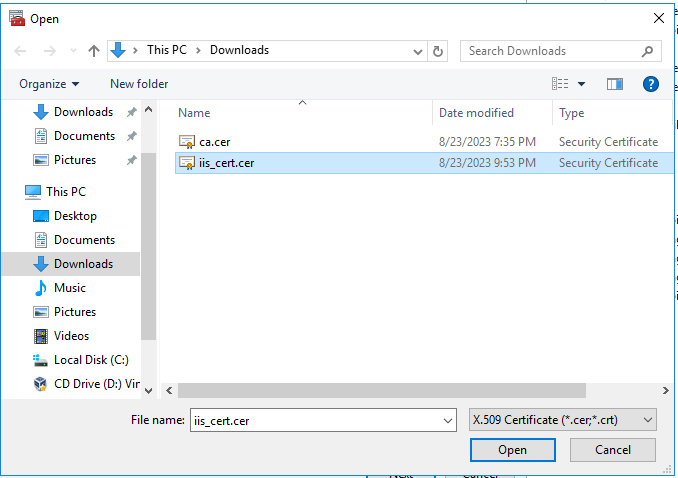 Open
This PC > Downloads
Search Downloads
Organize
New folder
Downloads
Documents
Pictures
This PC
Desktop
Documents
Downloads
Music
Pictures
Videos
Local Disk (C:)
CD Drive (D:) Vir
Name Date modified Type
ca.cer 8/23/2023 7:35 PM Security Certificate
iis_cert.cer 8/23/2023 9:53 PM Security Certificate
File name: iis_cert.cer X.509 Certificate (*.cer;*.crt)
Open Cancel